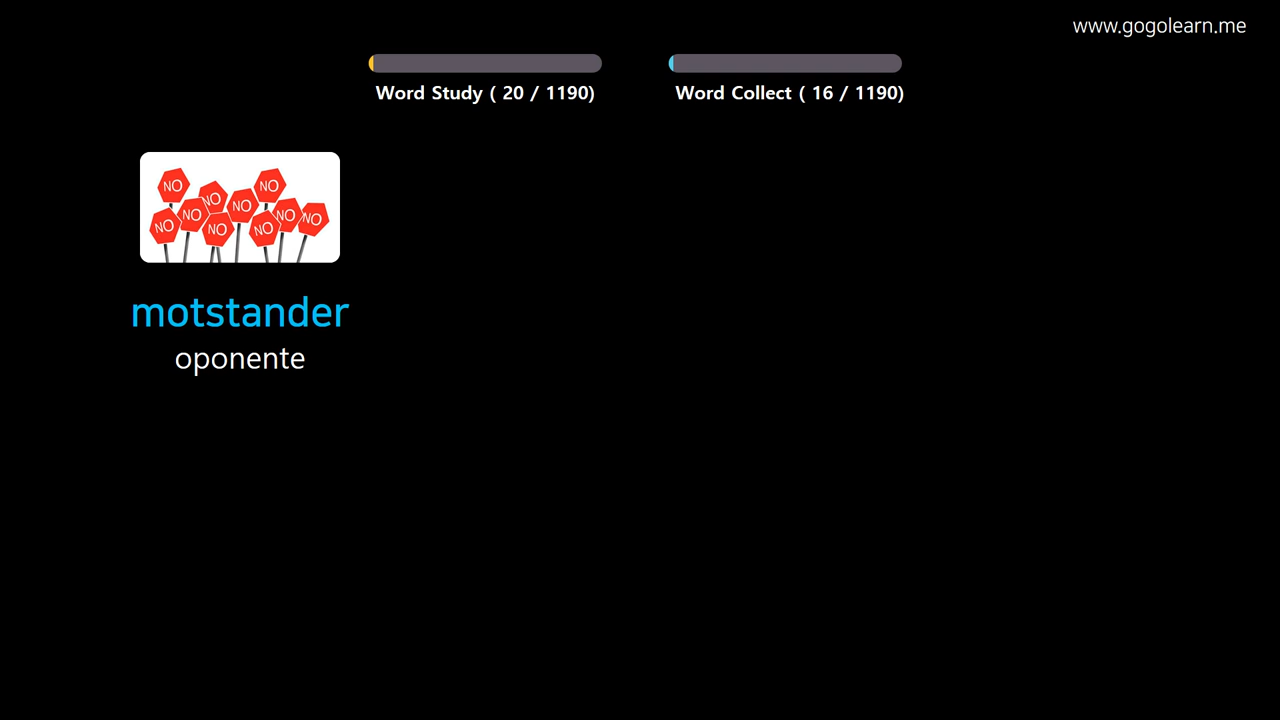 www.gogolearn.me
Word Study ( 20 / 1190)
Word Collect ( 16 / 1190)
NO NO NO NO NO NO NO NO NO NO
motstander
oponente